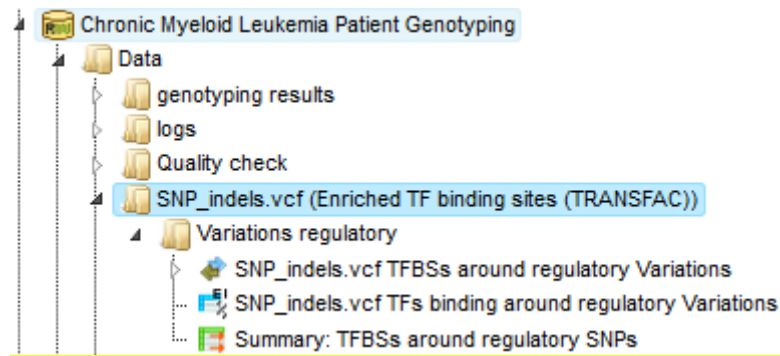 Chronic Myeloid Leukemia Patient Genotyping
Data
genotyping results
logs
Quality check
SNP_indels.vcf (Enriched TF binding sites (TRANSFAC))
Variations regulatory
SNP_indels.vcf TFBSs around regulatory Variations
SNP_indels.vcf TFs binding around regulatory Variations
Summary: TFBSs around regulatory SNPs